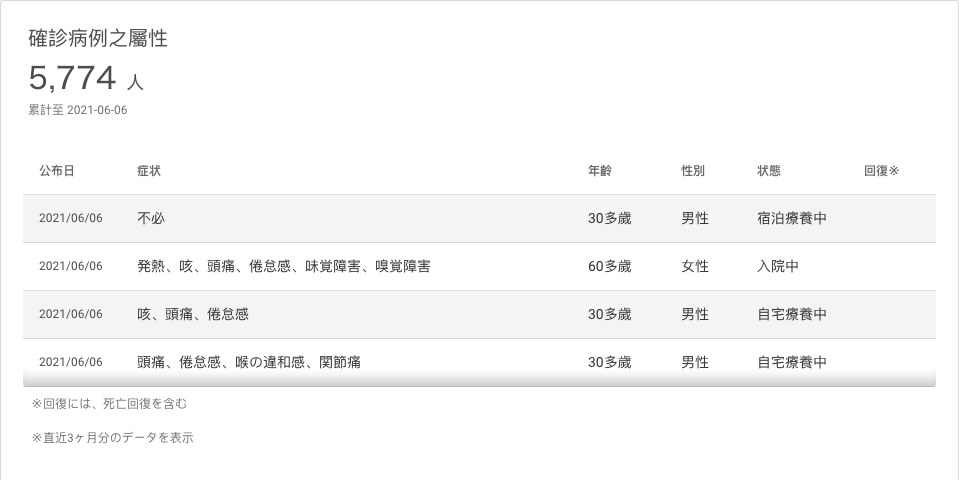 確診病例之屬性
5,774 人
累計至 2021-06-06
公布日 症状 年齢 性別 状態 回復※
2021/06/06 不必 30多歲 男性 宿泊療養中
2021/06/06 発熱、咳、頭痛、倦怠感、味覚障害、嗅覚障害 60多歲 女性 入院中
2021/06/06 咳、頭痛、倦怠感 30多歲 男性 自宅療養中
2021/06/06 頭痛、倦怠感、喉の違和感、関節痛 30多歲 男性 自宅療養中
※回復には、死亡回復を含む
※直近3ヶ月分のデータを表示